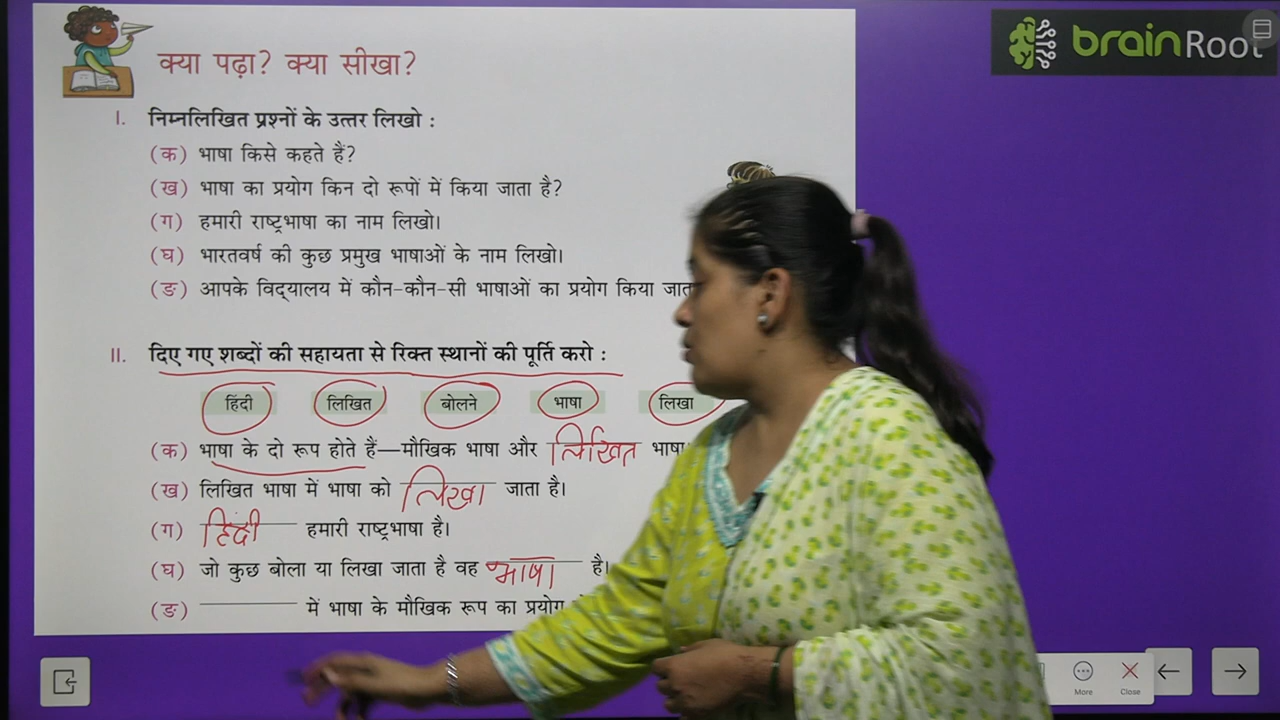 brainRoot
क्या पढ़ा? क्या सीखा?
I. निम्नलिखित प्रश्नों के उत्तर लिखो :
(क) भाषा किसे कहते हैं?
(ख) भाषा का प्रयोग किन दो रूपों में किया जाता है?
(ग) हमारी राष्ट्रभाषा का नाम लिखो।
(घ) भारतवर्ष की कुछ प्रमुख भाषाओं के नाम लिखो।
(ङ) आपके विद्यालय में कौन-कौन-सी भाषाओं का प्रयोग किया
II. दिए गए शब्दों की सहायता से रिक्त स्थानों की पूर्ति करो :
हिंदी लिखित बोलने भाषा लिखा
(क) भाषा के दो रूप होते हैं—मौखिक भाषा और लिखित भाषा
(ख) लिखित भाषा में भाषा को लिखा जाता है।
(ग) हिंदी हमारी राष्ट्रभाषा है।
(घ) जो कुछ बोला या लिखा जाता है वह भाषा है।
(ङ) में भाषा के मौखिक रूप का प्रयोग
More Close